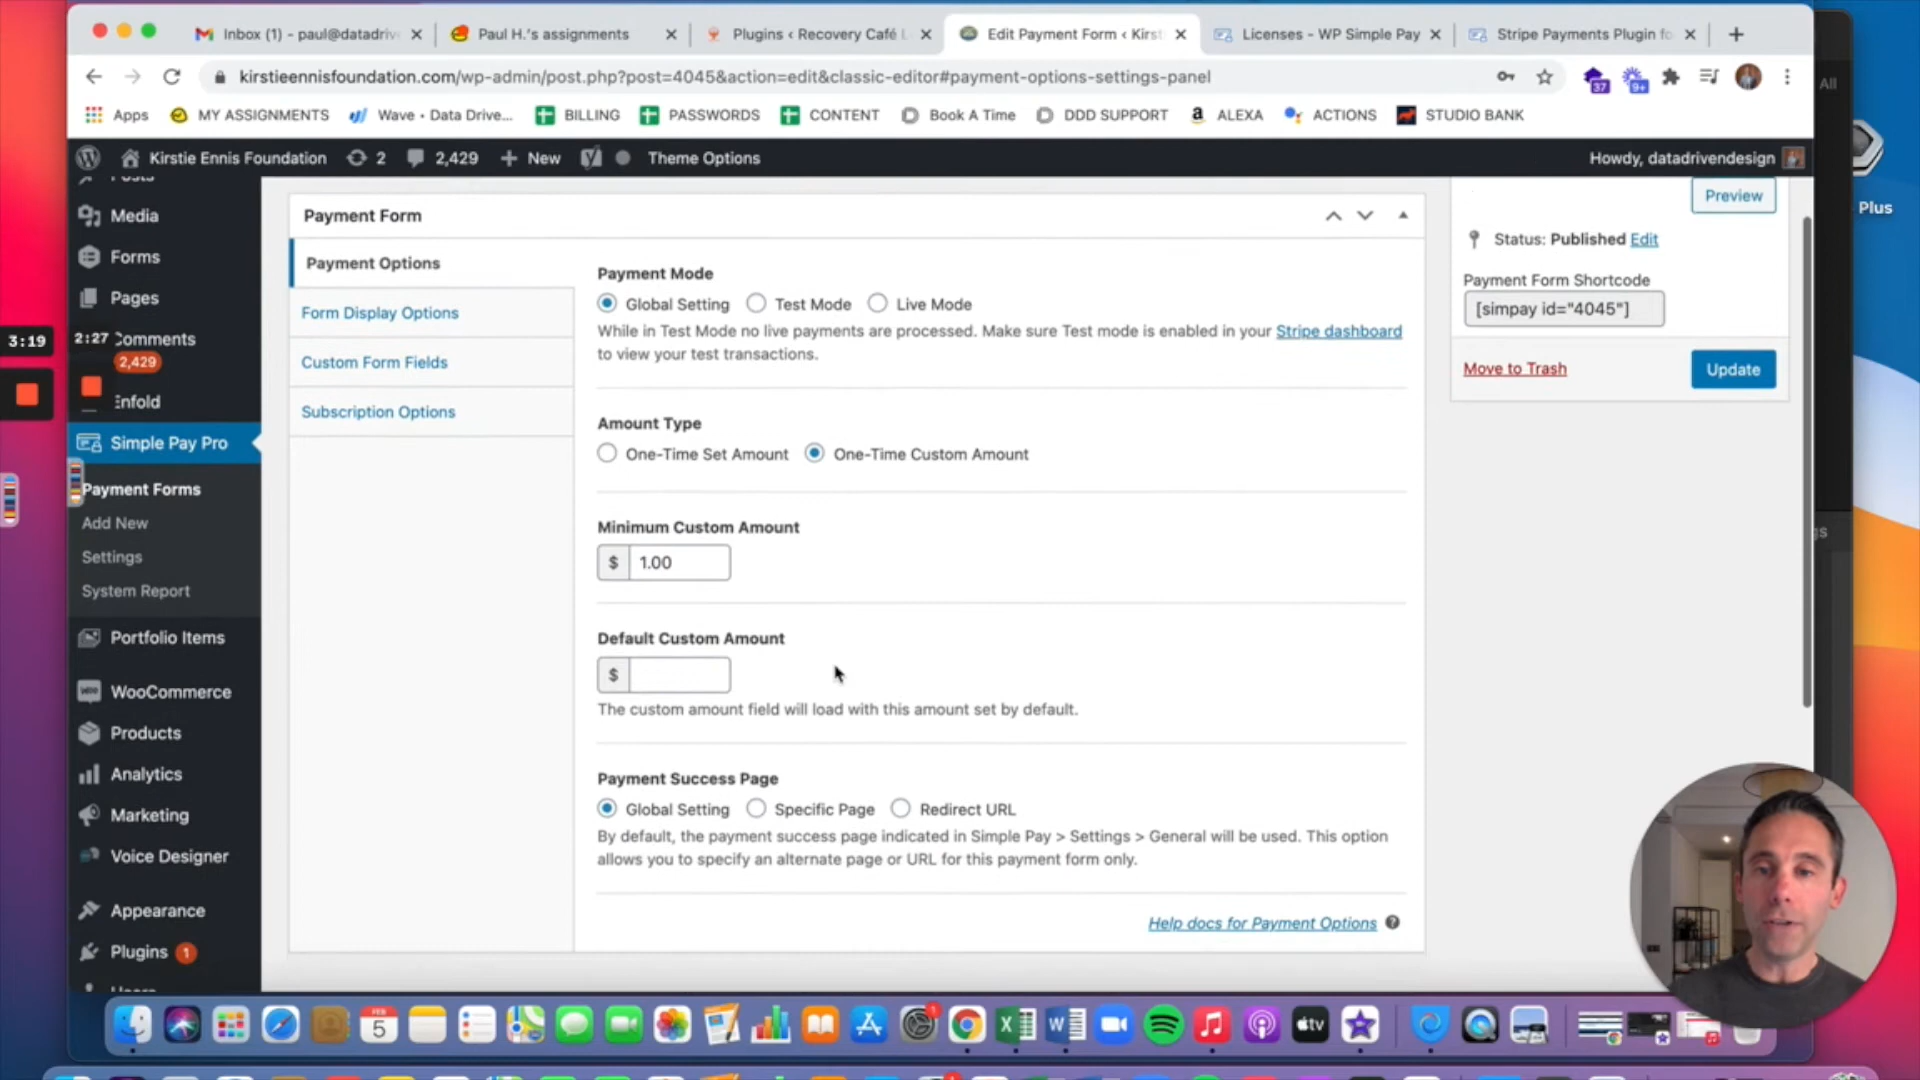 Inbox (1) - paul@datadrive
Paul H.'s assignments
Plugins < Recovery Café L
Edit Payment Form < Kirst
Licenses - WP Simple Pay
Stripe Payments Plugin fo
kirstieennisfoundation.com/wp-admin/post.php?post=4045&action=edit&classic-editor#payment-options-settings-panel
37
9+
All
Apps
MY ASSIGNMENTS
Wave • Data Drive...
BILLING
PASSWORDS
CONTENT
Book A Time
DDD SUPPORT
ALEXA
ACTIONS
STUDIO BANK
Kirstie Ennis Foundation
2
2,429
New
Theme Options
Howdy, datadrivendesign
Plus
Posts
Media
Forms
Pages
Comments
2,429
3:19
2:27
Enfold
Simple Pay Pro
Payment Forms
Add New
Settings
System Report
Portfolio Items
WooCommerce
Products
Analytics
Marketing
Voice Designer
Appearance
Plugins 1
Users
Payment Form
Payment Options
Form Display Options
Custom Form Fields
Subscription Options
Payment Mode
Global Setting
Test Mode
Live Mode
While in Test Mode no live payments are processed. Make sure Test mode is enabled in your Stripe dashboard
to view your test transactions.
Amount Type
One-Time Set Amount
One-Time Custom Amount
Minimum Custom Amount
$ 1.00
Default Custom Amount
$
The custom amount field will load with this amount set by default.
Payment Success Page
Global Setting
Specific Page
Redirect URL
By default, the payment success page indicated in Simple Pay > Settings > General will be used. This option
allows you to specify an alternate page or URL for this payment form only.
Help docs for Payment Options
Preview
Status: Published Edit
Payment Form Shortcode
[simpay id="4045"]
Move to Trash
Update
gs
FEB
5
1
tv